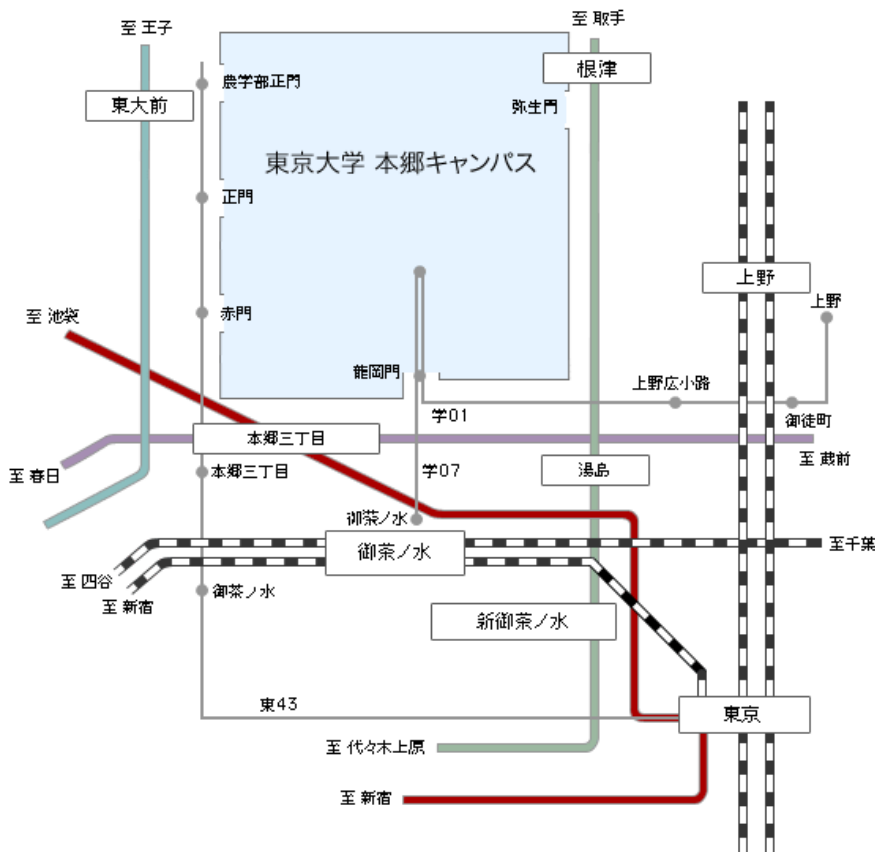 至 取手
至 王子
根津
農学部正門
東大前
弥生門
東京大学 本郷キャンパス
正門
上野
上野
赤門
至 池袋
龍岡門
上野広小路
学01
御徒町
本郷三丁目
至 蔵前
本郷三丁目
学07
湯島
至 春日
御茶ノ水
御茶ノ水
至千葉
至 四谷
御茶ノ水
至 新宿
新御茶ノ水
東43
東京
至 代々木上原
至 新宿